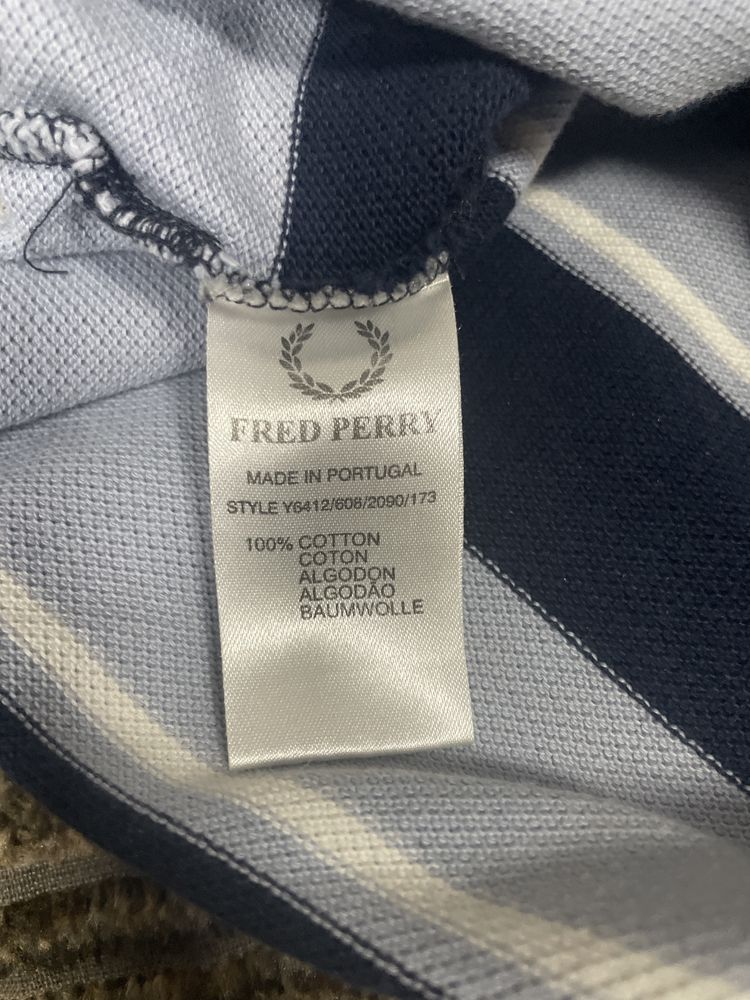 FRED PERRY
MADE IN PORTUGAL
STYLE Y6412/608/2090/173
100% COTTON
COTON
ALGODON
ALGODÃO
BAUMWOLLE